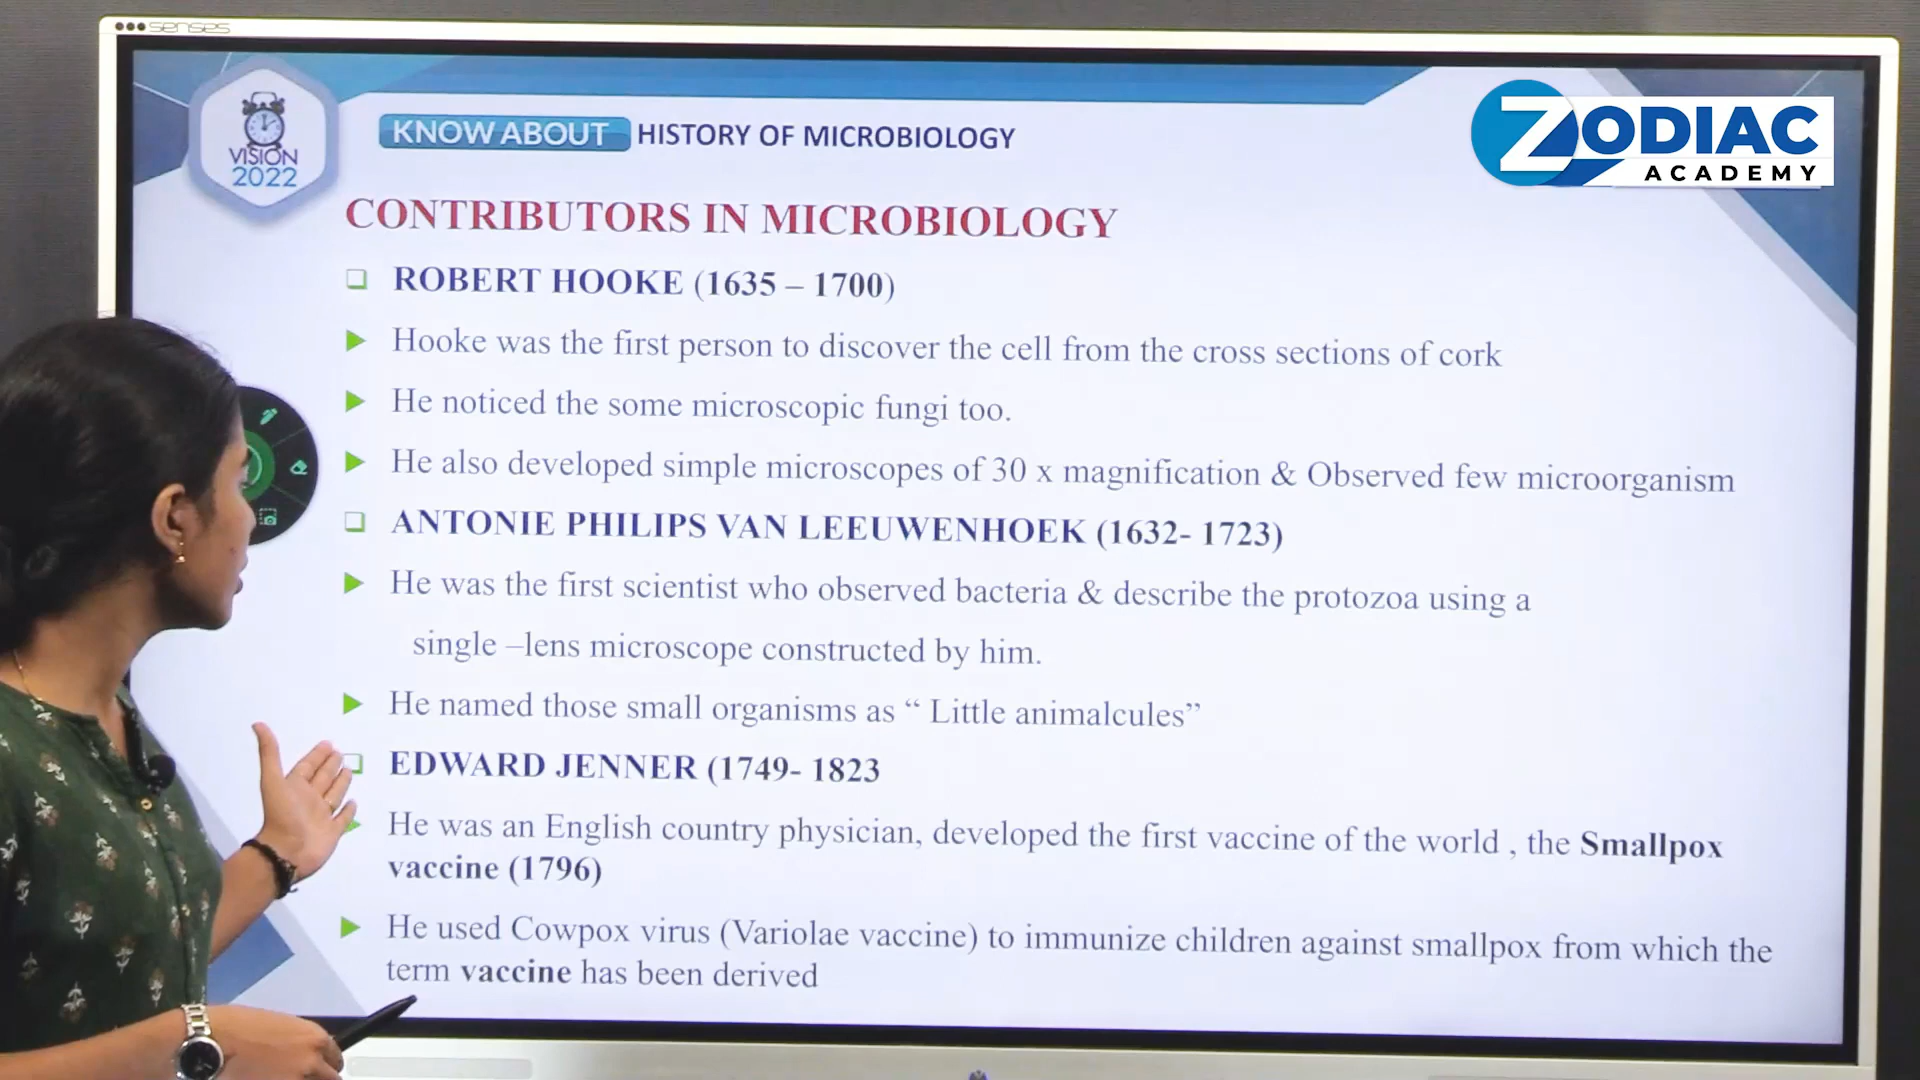 senses
VISION
2022
KNOW ABOUT HISTORY OF MICROBIOLOGY
ZODIAC
ACADEMY
CONTRIBUTORS IN MICROBIOLOGY
ROBERT HOOKE (1635 – 1700)
Hooke was the first person to discover the cell from the cross sections of cork
He noticed the some microscopic fungi too.
He also developed simple microscopes of 30 x magnification & Observed few microorganism
ANTONIE PHILIPS VAN LEEUWENHOEK (1632- 1723)
He was the first scientist who observed bacteria & describe the protozoa using a
single –lens microscope constructed by him.
He named those small organisms as “ Little animalcules”
EDWARD JENNER (1749- 1823
He was an English country physician, developed the first vaccine of the world , the Smallpox
vaccine (1796)
He used Cowpox virus (Variolae vaccine) to immunize children against smallpox from which the
term vaccine has been derived